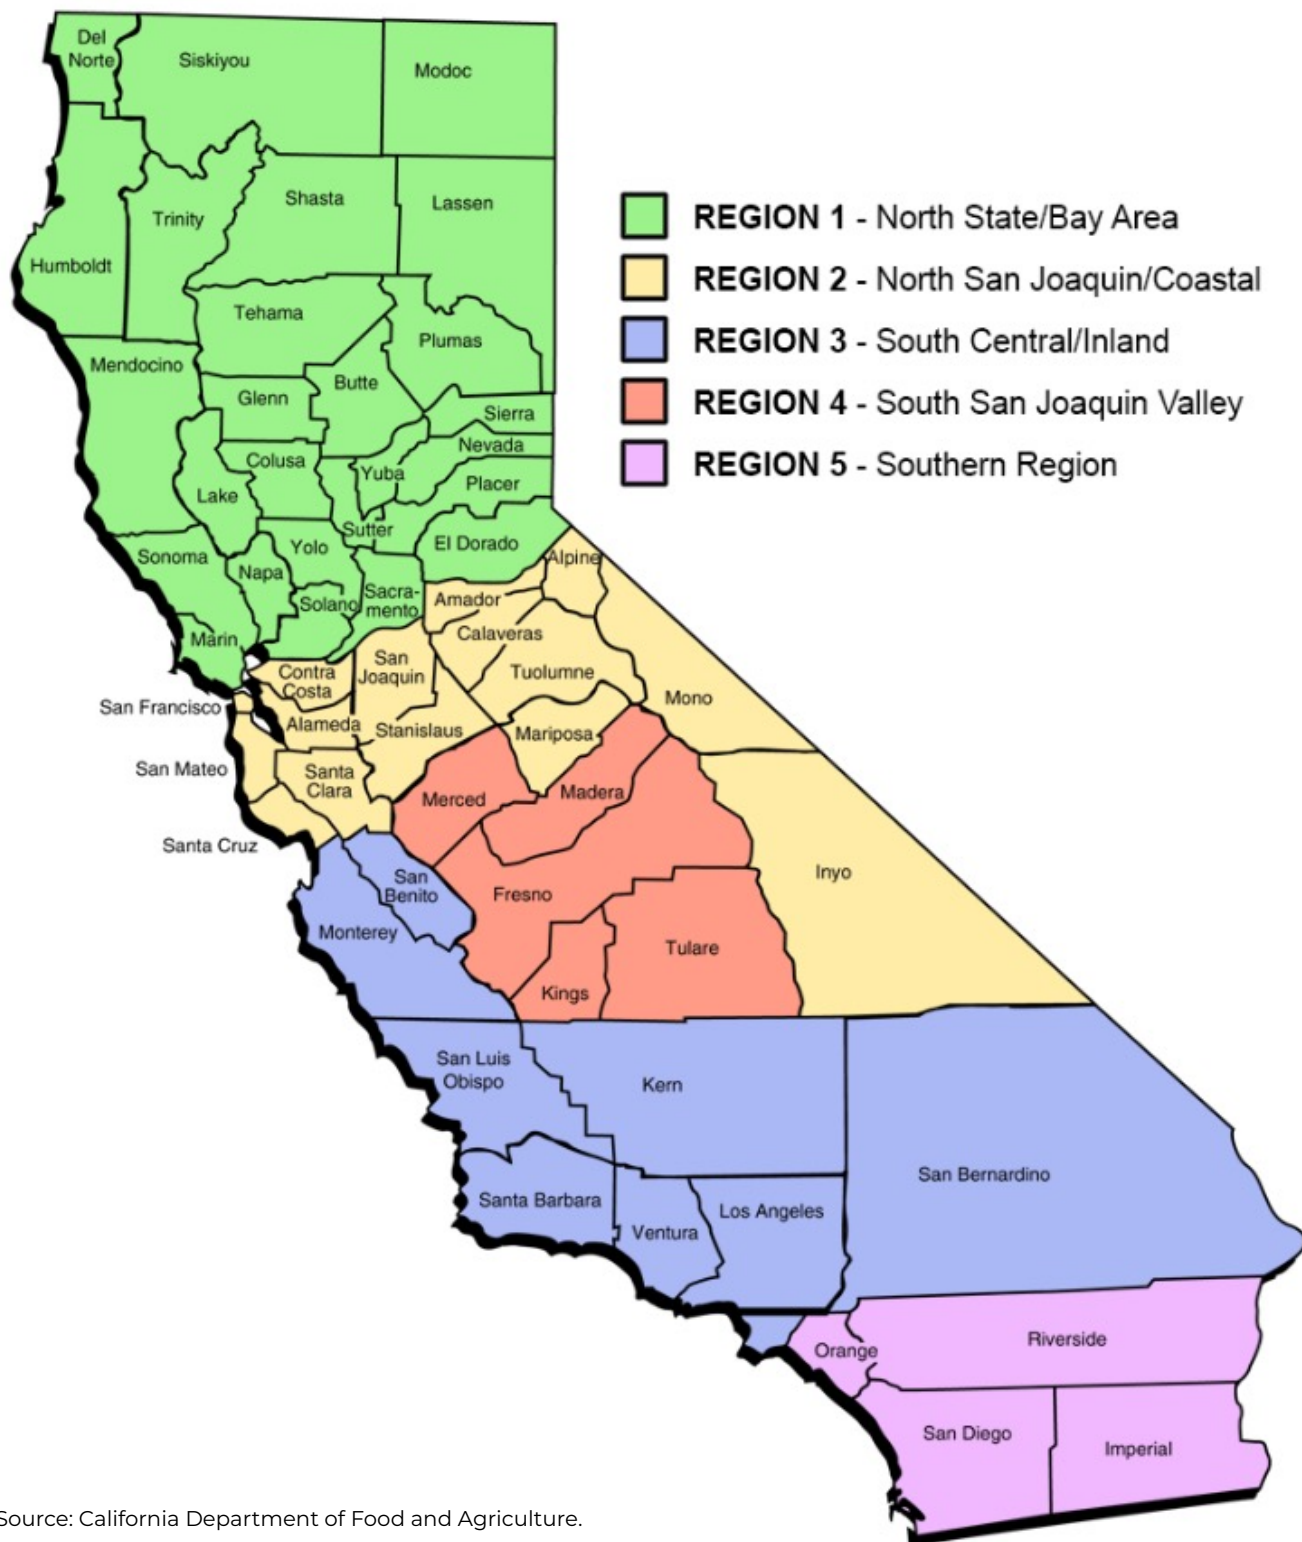 Del
Norte
Siskiyou
Modoc
Trinity
Shasta
Lassen
Humboldt
Tehama
Plumas
Mendocino
Butte
Glenn
Sierra
Nevada
Colusa
Yuba
Placer
Lake
Sutter
Yolo
El Dorado
Sonoma
Alpine
Napa
Solano
Sacra-
mento
Amador
Marin
Calaveras
Contra
Costa
San
Joaquin
Tuolumne
San Francisco
Mono
Alameda
Stanislaus
Mariposa
San Mateo
Santa
Clara
Merced
Madera
Santa Cruz
Inyo
San
Benito
Fresno
Monterey
Tulare
Kings
San Luis
Obispo
Kern
San Bernardino
Santa Barbara
Los Angeles
Ventura
Orange
Riverside
San Diego
Imperial
REGION 1 - North State/Bay Area
REGION 2 - North San Joaquin/Coastal
REGION 3 - South Central/Inland
REGION 4 - South San Joaquin Valley
REGION 5 - Southern Region
Source: California Department of Food and Agriculture.